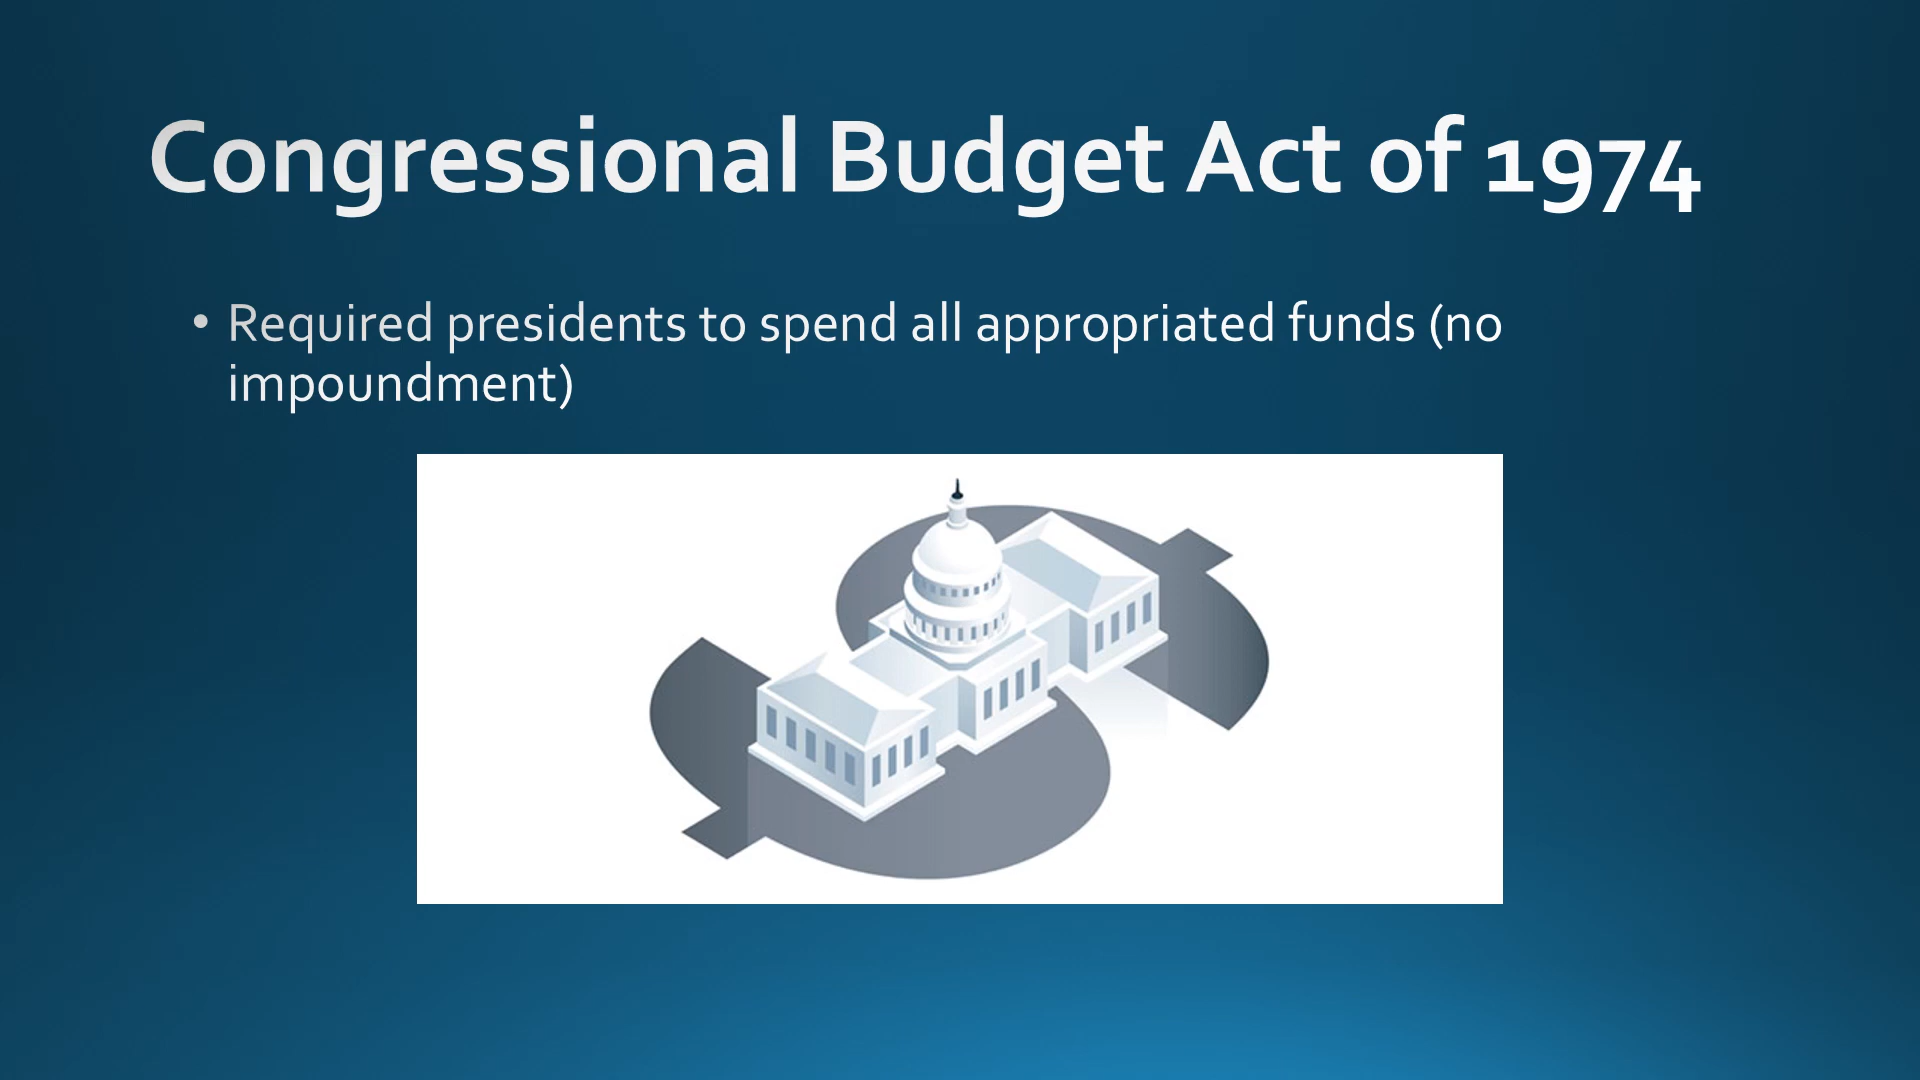 Congressional Budget Act of 1974
• Required presidents to spend all appropriated funds (no
impoundment)